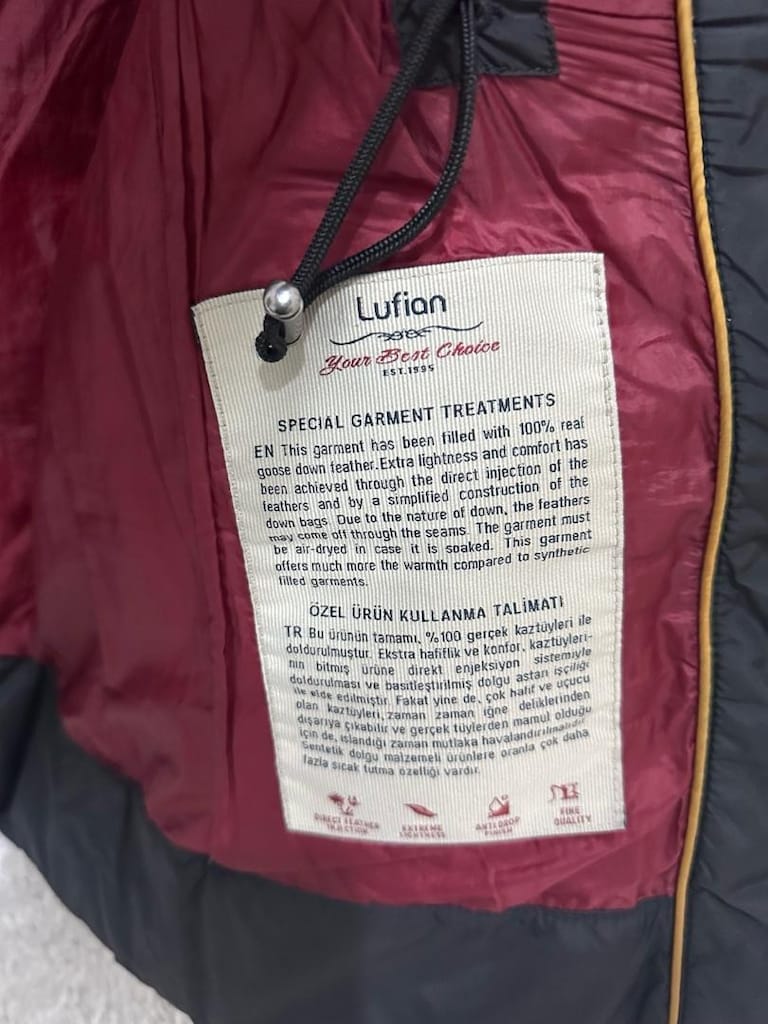 Lufian
Your Best Choice
EST.1995
SPECIAL GARMENT TREATMENTS
EN This garment has been filled with 100% real
goose down feather.Extra lightness and comfort has
been achieved through the direct injection of the
feathers and by a simplified construction of the
down bags. Due to the nature of down, the feathers
may come off through the seams. The garment must
be air-dryed in case it is soaked. This garment
offers much more the warmth compared to synthetic
filled garments.
ÖZEL ÜRÜN KULLANMA TALİMATI
TR Bu ürünün tamamı, %100 gerçek kaztüyleri ile
doldurulmuştur. Ekstra hafiflik ve konfor, kaztüyleri-
nin bitmiş ürüne direkt enjeksiyon sistemiyle
doldurulması ve basitleştirilmiş dolgu astarı işçiliği
ile elde edilmiştir. Fakat yine de, çok hafif ve uçucu
olan kaztüyleri, zaman zaman iğne deliklerinden
dışarıya çıkabilir ve gerçek tüylerden mamul olduğu
için de, ıslandığı zaman mutlaka havalandırılmalıdır.
Sentetik dolgu malzemeli ürünlere oranla çok daha
fazla sıcak tutma özelliği vardır.
DIRECT FEATHER EXTREME ANTI-DROP FINE
INJECTION LIGHTNESS FINISH QUALITY